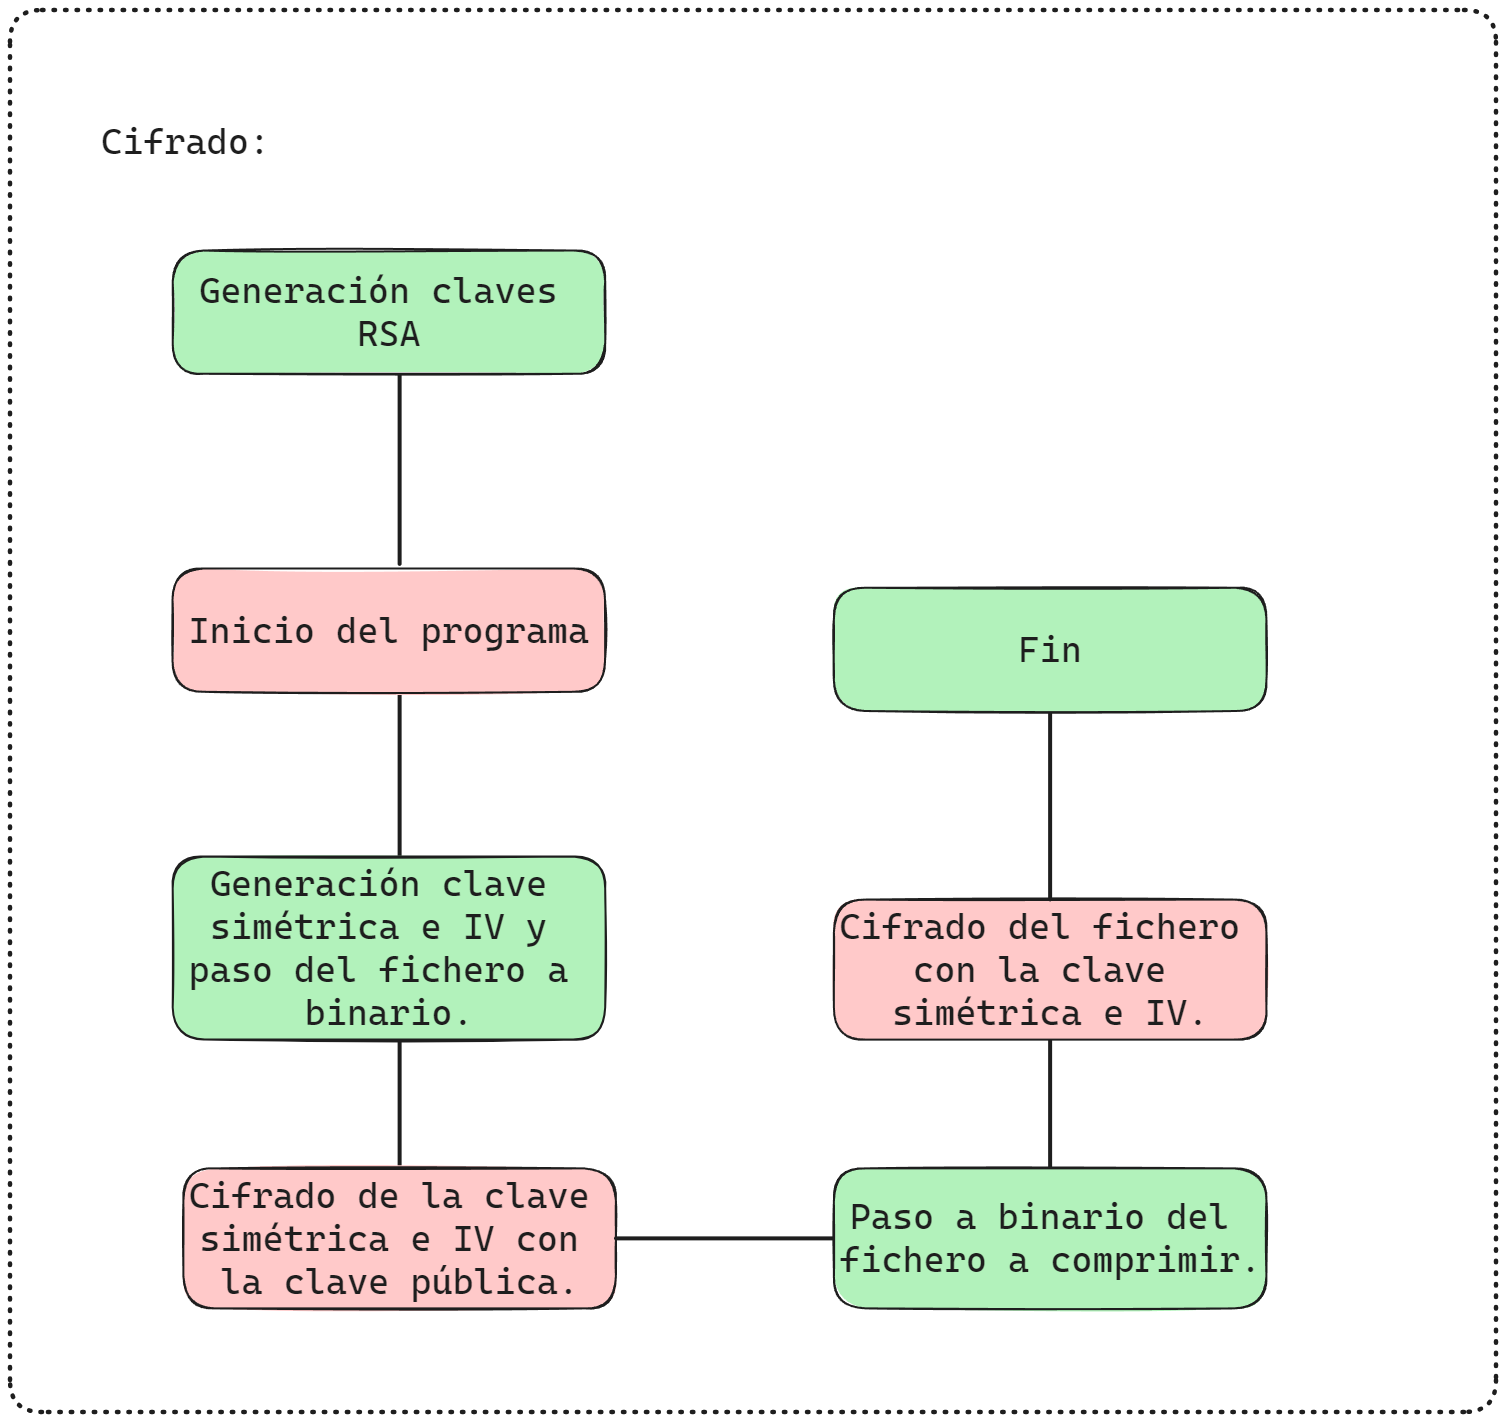 Cifrado:
Generación claves
RSA
Inicio del programa
Generación clave
simétrica e IV y
paso del fichero a
binario.
Cifrado de la clave
simétrica e IV con
la clave pública.
Paso a binario del
fichero a comprimir.
Cifrado del fichero
con la clave
simétrica e IV.
Fin